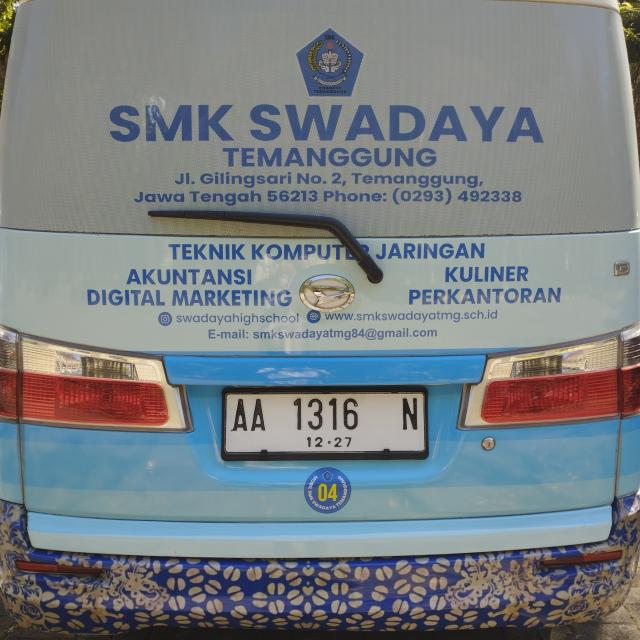 SMK SWADAYA
TEMANGGUNG
Jl. Gilingsari No. 2, Temanggung,
Jawa Tengah 56213 Phone: (0293) 492338
TEKNIK KOMPUTER JARINGAN
AKUNTANSI KULINER
DIGITAL MARKETING PERKANTORAN
swadayahighschool www.smkswadayatmg.sch.id
E-mail: smkswadayatmg84@gmail.com
AA 1316 N
12·27
04